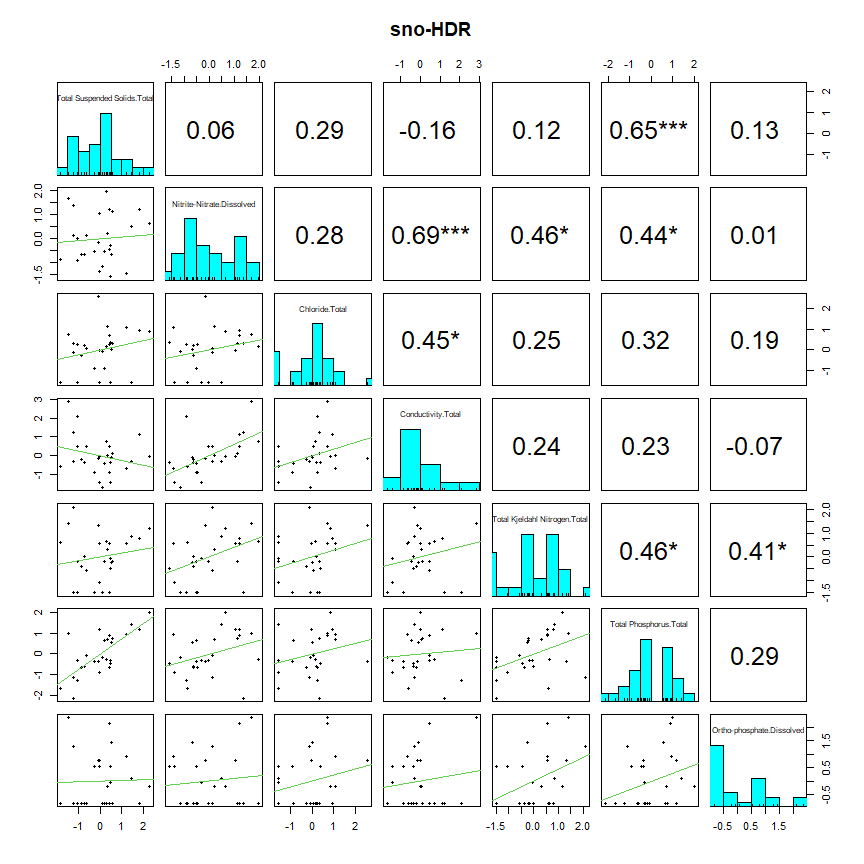 sno-HDR
-1.5 0.0 1.0 2.0
-1 0 1 2 3
-2 -1 0 1 2
Total Suspended Solids.Total
0.06
0.29
-0.16
0.12
0.65***
0.13
-1 0 1 2
-1.5 0.0 1.0 2.0
Nitrite-Nitrate.Dissolved
0.28
0.69***
0.46*
0.44*
0.01
Chloride.Total
0.45*
0.25
0.32
0.19
-1 0 1 2
-1 0 1 2 3
Conductivity.Total
0.24
0.23
-0.07
Total Kjeldahl Nitrogen.Total
0.46*
0.41*
-1.5 0.0 1.0 2.0
-2 -1 0 1 2
Total Phosphorus.Total
0.29
Ortho-phosphate.Dissolved
-0.5 0.5 1.5
-1 0 1 2
-1 0 1 2
-1.5 0.0 1.0 2.0
-0.5 0.5 1.5